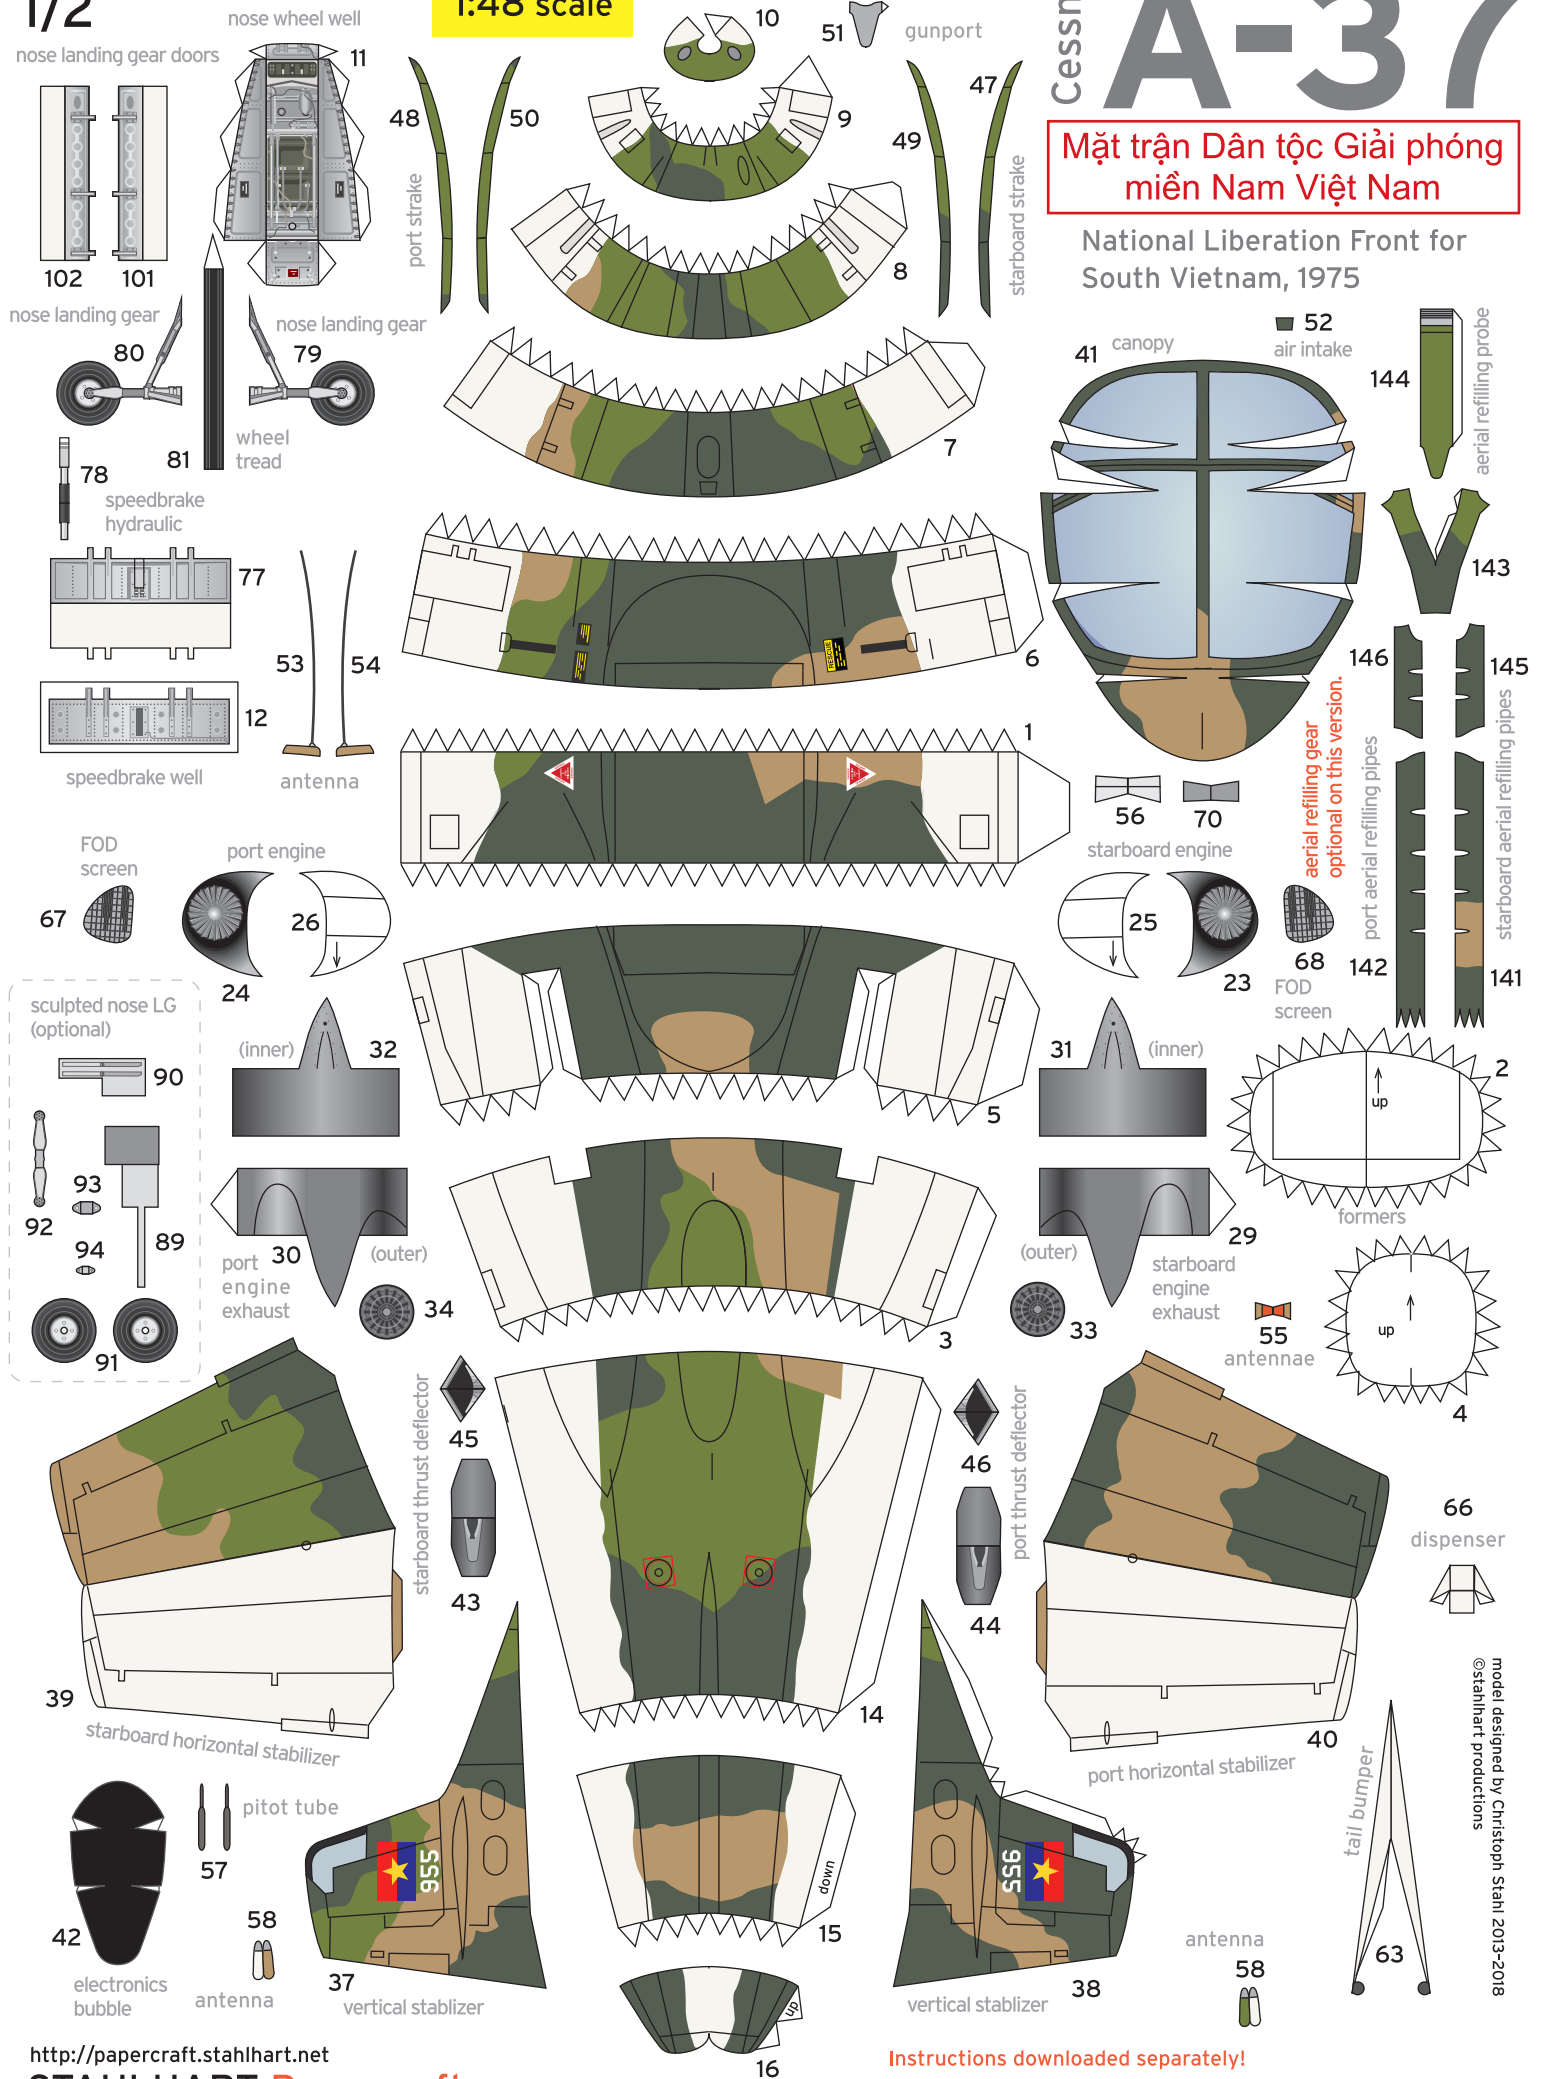 1/2
nose wheel well
1:48 scale
10
51
gunport
Cessn
A-37
nose landing gear doors
11
48
50
9
47
49
Mặt trận Dân tộc Giải phóng
miền Nam Việt Nam
port strake
starboard strake
National Liberation Front for
South Vietnam, 1975
102
101
8
nose landing gear
nose landing gear
80
79
52
air intake
41
canopy
144
aerial refilling probe
81
wheel
tread
78
speedbrake
hydraulic
7
77
143
53
54
6
RESCUE
146
145
12
speedbrake well
antenna
1
aerial refilling gear
optional on this version.
port aerial refilling pipes
starboard aerial refilling pipes
56
70
FOD
screen
port engine
starboard engine
67
26
25
24
23
68
FOD
screen
142
141
sculpted nose LG
(optional)
90
(inner)
32
31
(inner)
2
up
5
93
92
94
89
30
port
engine
exhaust
(outer)
(outer)
29
starboard
engine
exhaust
formers
34
33
55
antennae
up
91
3
4
starboard thrust deflector
45
46
port thrust deflector
43
44
66
dispenser
39
starboard horizontal stabilizer
14
40
port horizontal stabilizer
model designed by Christoph Stahl 2013-2018
©stahlhart productions
tail bumper
pitot tube
57
955
955
down
42
58
15
antenna
58
63
electronics
bubble
antenna
37
vertical stablizer
38
vertical stablizer
up
http://papercraft.stahlhart.net
16
Instructions downloaded separately!
STAHLHART Papercraft